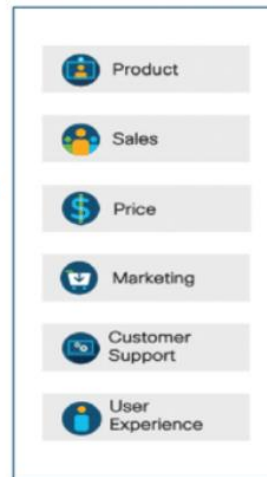 Product
Sales
Price
Marketing
Customer
Support
User
Experience